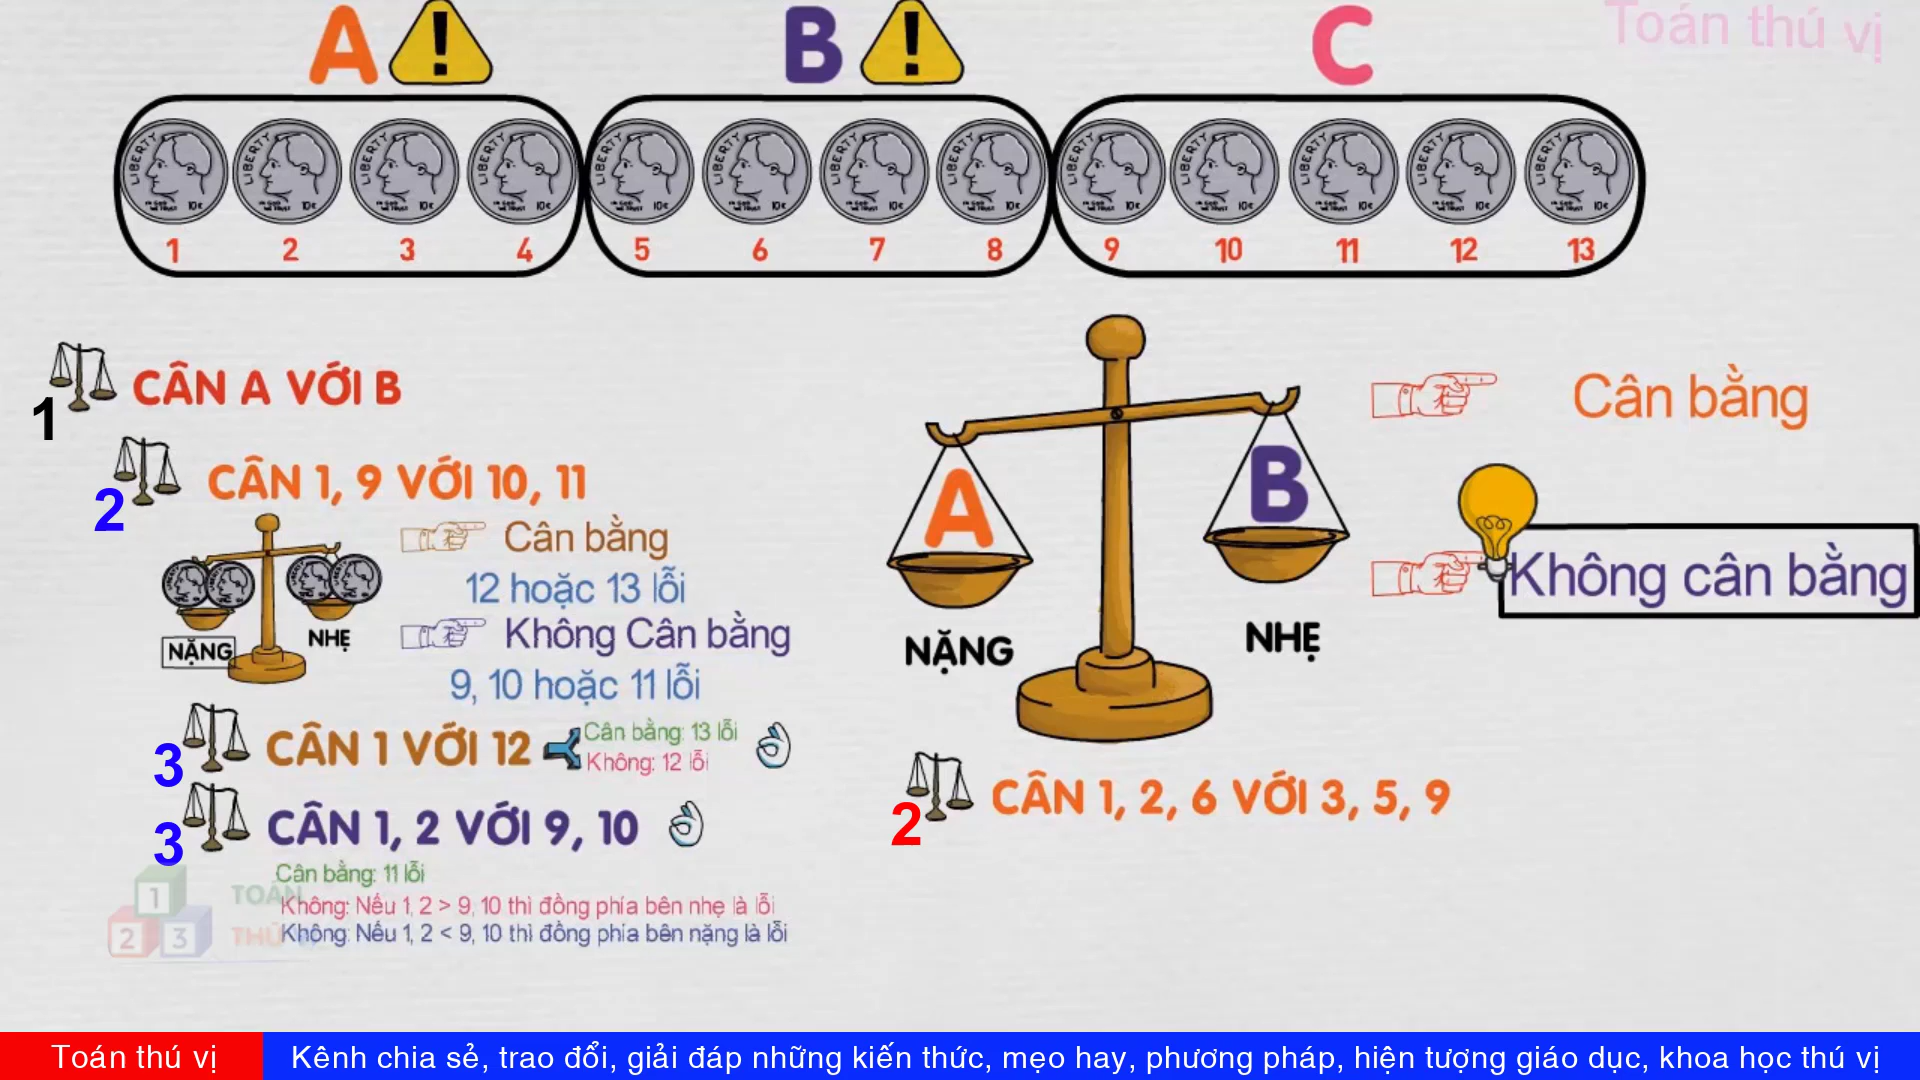 A B C
Toán thú vị
1 2 3 4 5 6 7 8 9 10 11 12 13
1 CÂN A VỚI B
2 CÂN 1, 9 VỚI 10, 11
Cân bằng
12 hoặc 13 lỗi
NẶNG
NHẸ
Không Cân bằng
9, 10 hoặc 11 lỗi
3 CÂN 1 VỚI 12
Cân bằng: 13 lỗi
Không: 12 lỗi
3 CÂN 1, 2 VỚI 9, 10
Cân bằng: 11 lỗi
Không: Nếu 1, 2 > 9, 10 thì đồng phía bên nhẹ là lỗi
Không: Nếu 1, 2 < 9, 10 thì đồng phía bên nặng là lỗi
1 2 3
TOÁN
THÚ
A
B
NẶNG
NHẸ
Cân bằng
Không cân bằng
2 CÂN 1, 2, 6 VỚI 3, 5, 9
Toán thú vị
Kênh chia sẻ, trao đổi, giải đáp những kiến thức, mẹo hay, phương pháp, hiện tượng giáo dục, khoa học thú vị